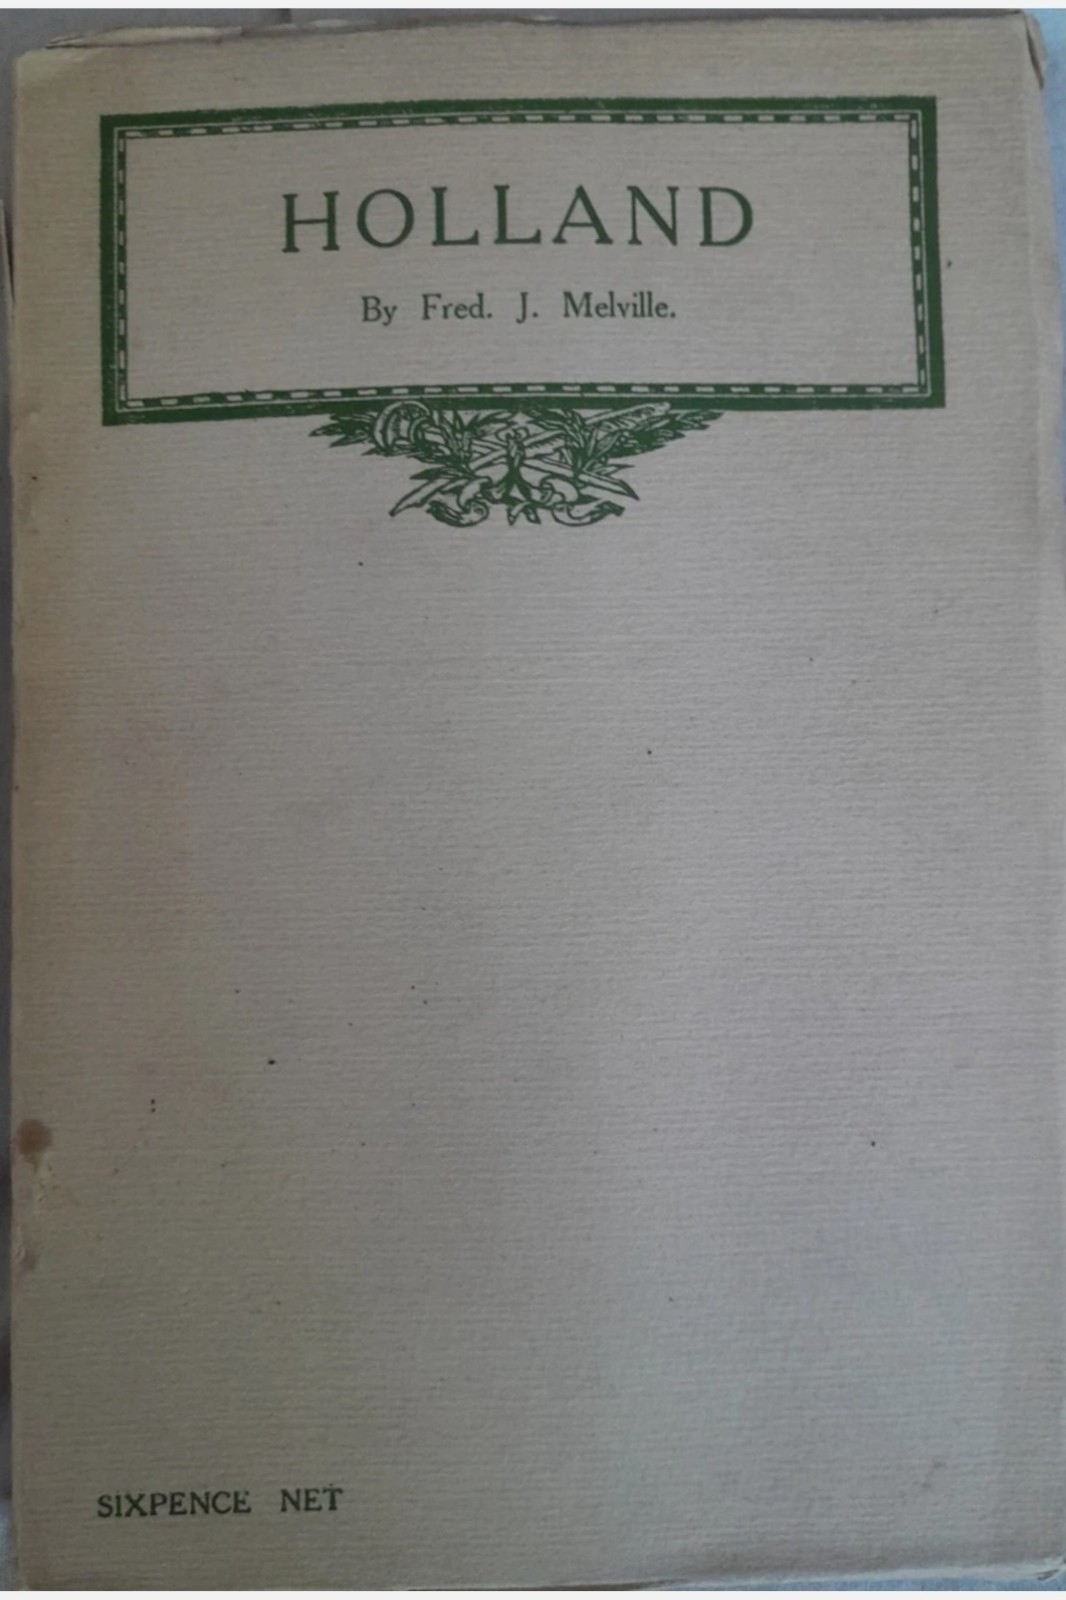 HOLLAND
By Fred. J. Melville.
SIXPENCE NET